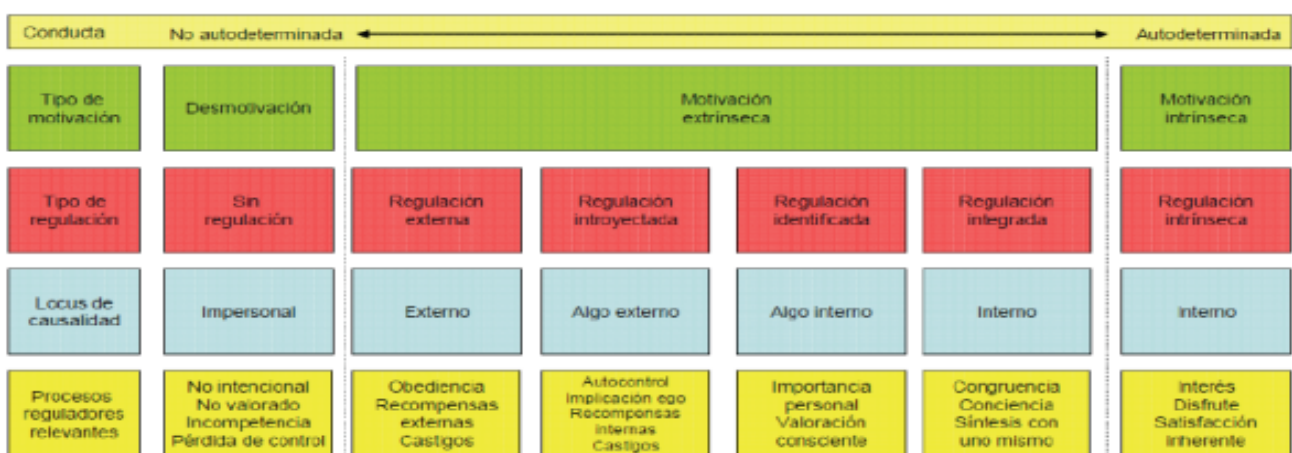 Conducta No autodeterminada Autodeterminada
Tipo de
motivación
Desmotivación
Motivación
extrínseca
Motivación
intrínseca
Tipo de
regulación
Sin
regulación
Regulación
externa
Regulación
introyectada
Regulación
identificada
Regulación
integrada
Regulación
intrínseca
Locus de
causalidad
Impersonal
Externo
Algo externo
Algo interno
Interno
Interno
Procesos
reguladores
relevantes
No intencional
No valorado
Incompetencia
Pérdida de control
Obediencia
Recompensas
externas
Castigos
Autocontrol
Implicación ego
Recompensas
internas
Castigos
Importancia
personal
Valoración
consciente
Congruencia
Conciencia
Síntesis con
uno mismo
Interés
Disfrute
Satisfacción
inherente